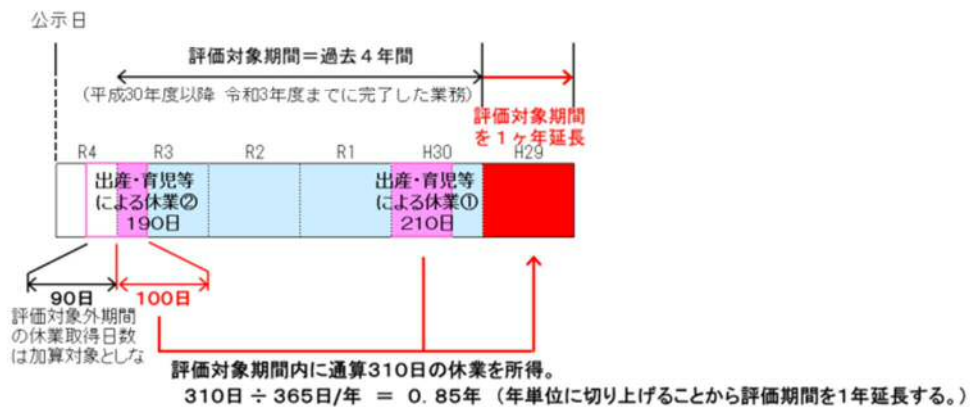 公示日
評価対象期間＝過去４年間
(平成30年度以降 令和3年度までに完了した業務)
評価対象期間
を１ヶ年延長
R4 R3 R2 R1 H30 H29
出産・育児等
による休業②
190日
出産・育児等
による休業①
210日
90日
100日
評価対象外期間
の休業取得日数
は加算対象としな
評価対象期間内に通算310日の休業を所得。
310日 ÷ 365日/年 ＝ 0.85年 （年単位に切り上げることから評価期間を1年延長する。）